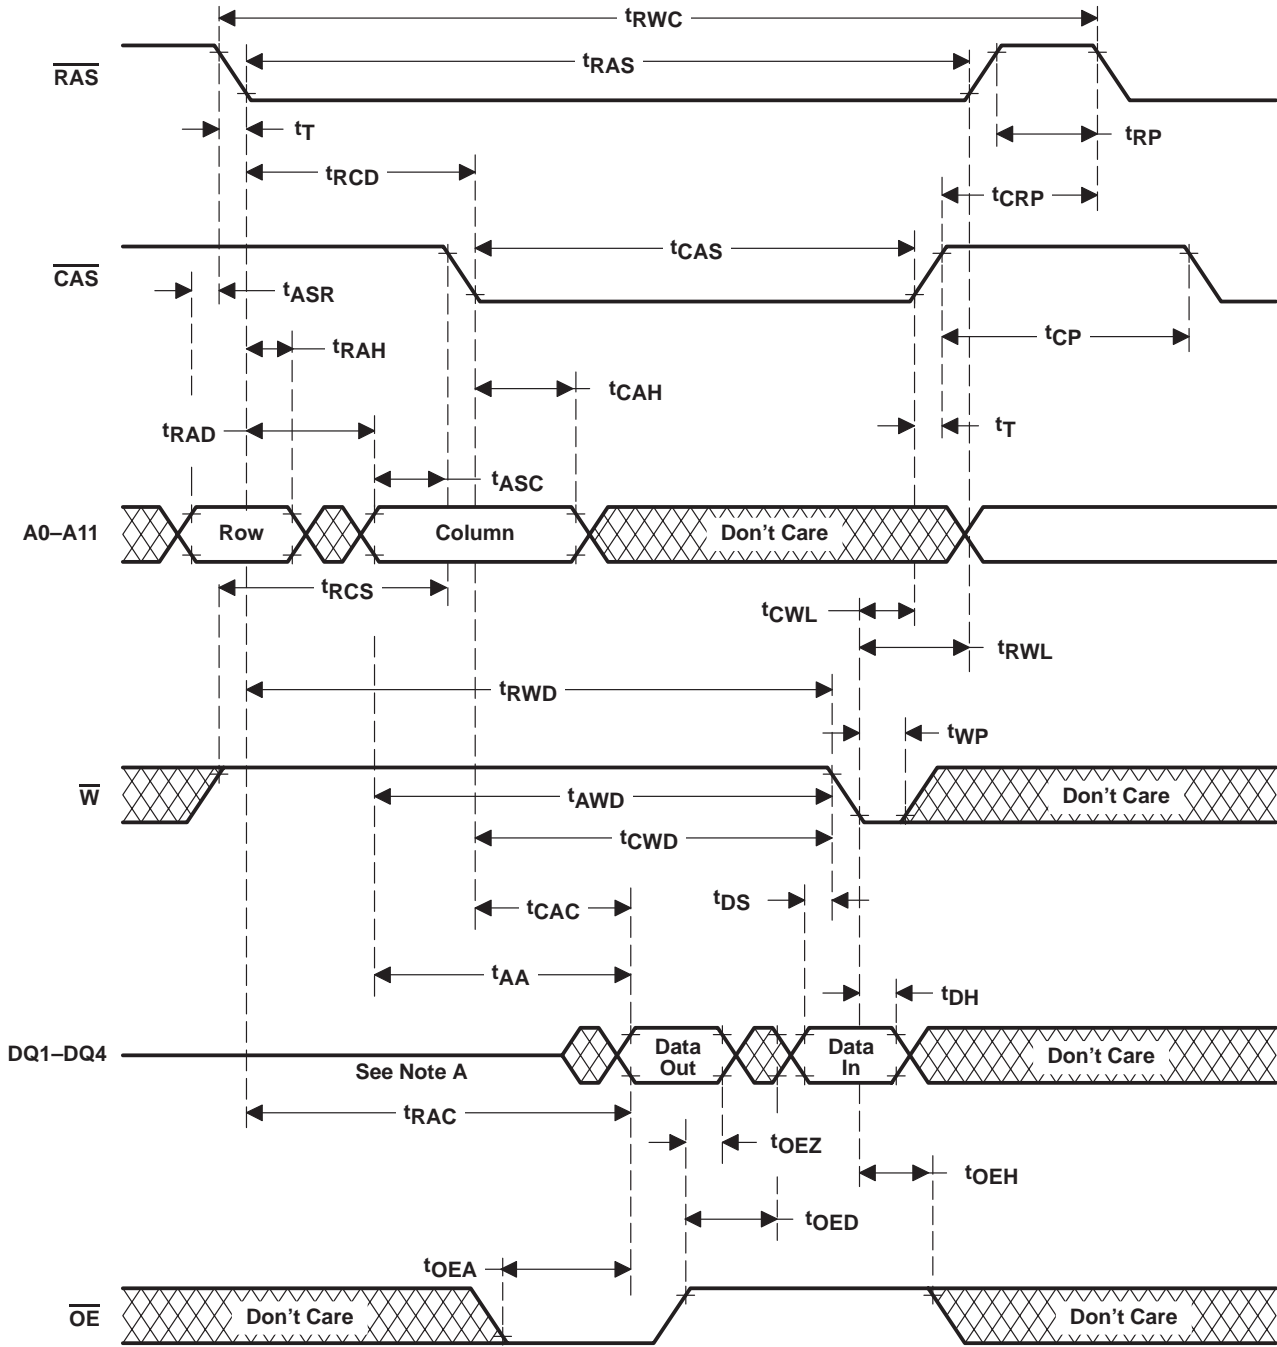 tRWC
RAS
tRAS
tT
tRP
tRCD
tCRP
CAS
tCAS
tASR
tRAH
tCP
tCAH
tRAD
tT
tASC
A0–A11
Row
Column
Don't Care
tRCS
tCWL
tRWL
tRWD
tWP
W
tAWD
Don't Care
tCWD
tCAC
tDS
tAA
tDH
DQ1–DQ4
See Note A
Data
Out
Data
In
Don't Care
tRAC
tOEZ
tOEH
tOED
tOEA
OE
Don't Care
Don't Care